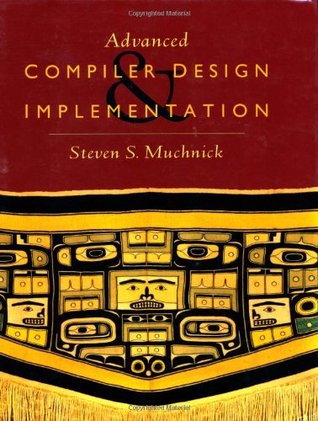 Advanced
COMPILER DESIGN
&
IMPLEMENTATION
Steven S. Muchnick